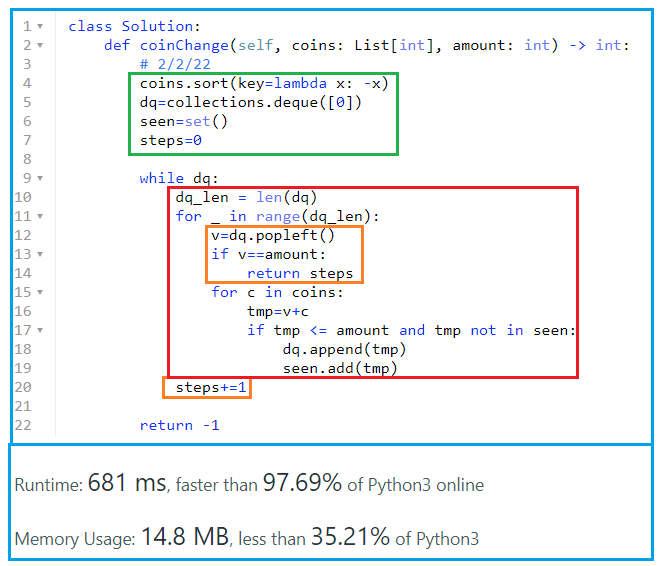 1 class Solution:
2 def coinChange(self, coins: List[int], amount: int) -> int:
3 # 2/2/22
4 coins.sort(key=lambda x: -x)
5 dq=collections.deque([0])
6 seen=set()
7 steps=0
8
9 while dq:
10 dq_len = len(dq)
11 for _ in range(dq_len):
12 v=dq.popleft()
13 if v==amount:
14 return steps
15 for c in coins:
16 tmp=v+c
17 if tmp <= amount and tmp not in seen:
18 dq.append(tmp)
19 seen.add(tmp)
20 steps+=1
21
22 return -1
Runtime: 681 ms, faster than 97.69% of Python3 online
Memory Usage: 14.8 MB, less than 35.21% of Python3